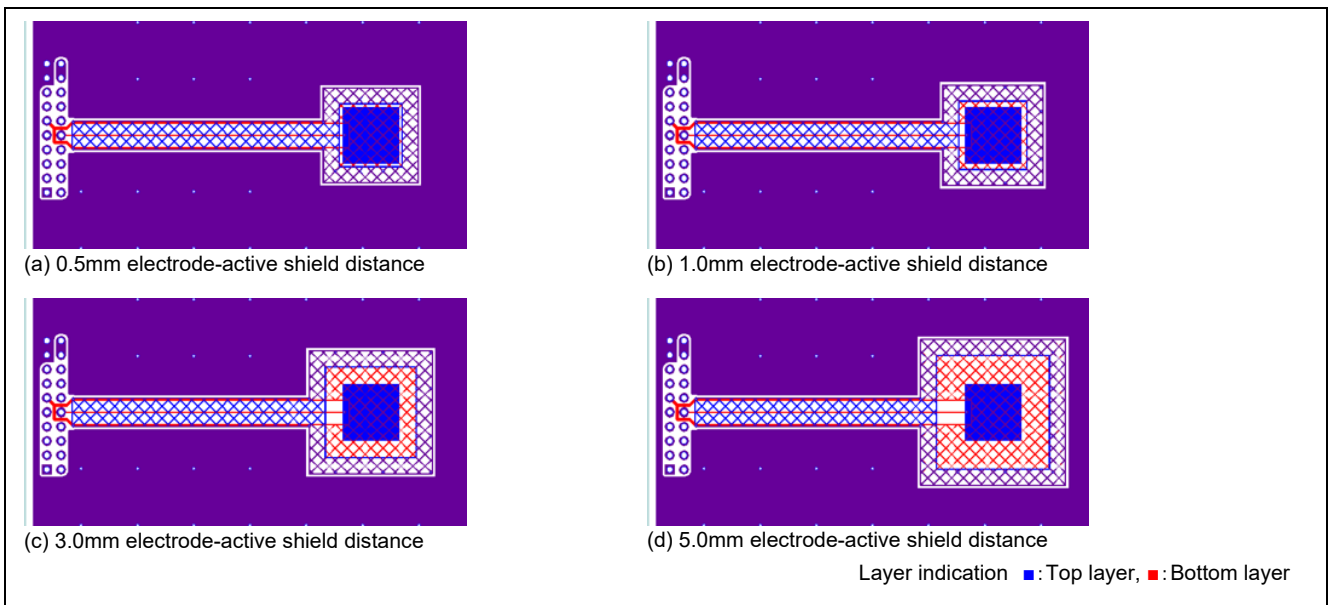 (a) 0.5mm electrode-active shield distance
(b) 1.0mm electrode-active shield distance
(c) 3.0mm electrode-active shield distance
(d) 5.0mm electrode-active shield distance
Layer indication ■: Top layer, ■: Bottom layer